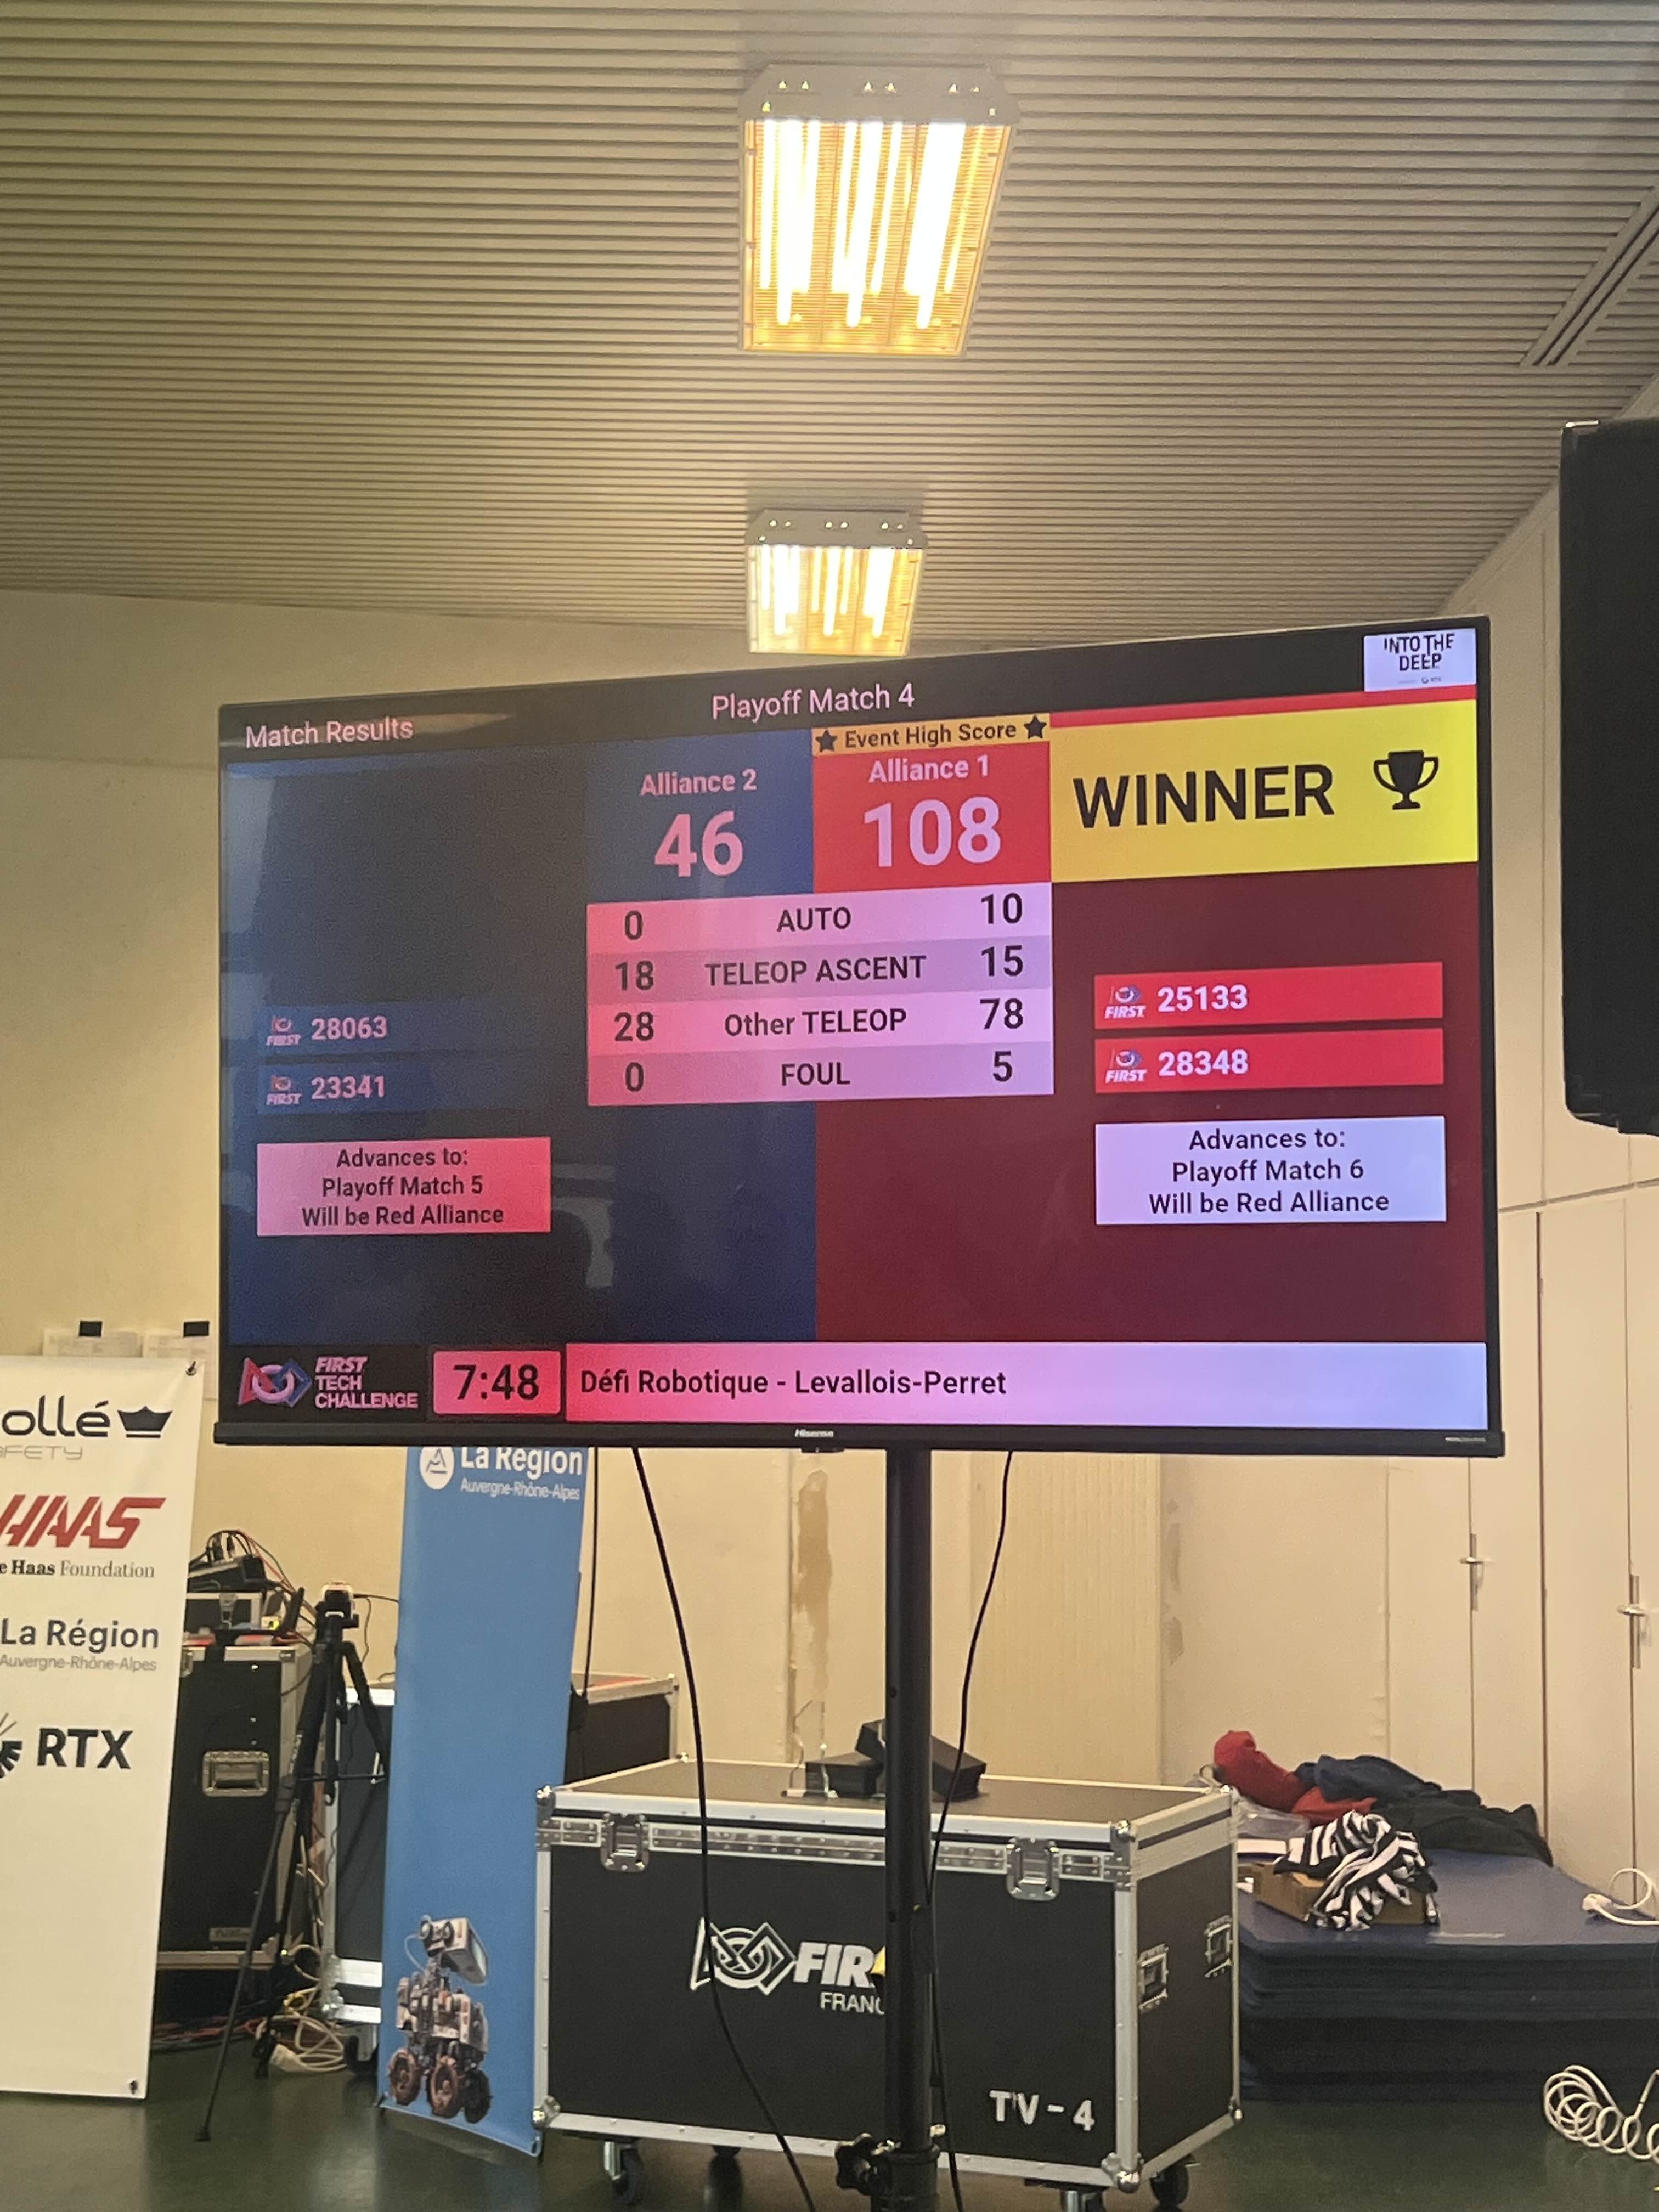 INTO THE
DEEP
Playoff Match 4
Match Results
Event High Score
Alliance 2
Alliance 1
46
108
WINNER
0 AUTO 10
18 TELEOP ASCENT 15
28 Other TELEOP 78
0 FOUL 5
FIRST 28063
FIRST 23341
FIRST 25133
FIRST 28348
Advances to:
Playoff Match 5
Will be Red Alliance
Advances to:
Playoff Match 6
Will be Red Alliance
FIRST
TECH
CHALLENGE
7:48
Défi Robotique - Levallois-Perret
Hisense
ollé
FETY
HAAS
e Haas Foundation
La Région
Auvergne-Rhône-Alpes
RTX
La Région
Auvergne-Rhône-Alpes
FIR
FRANC
TV-4